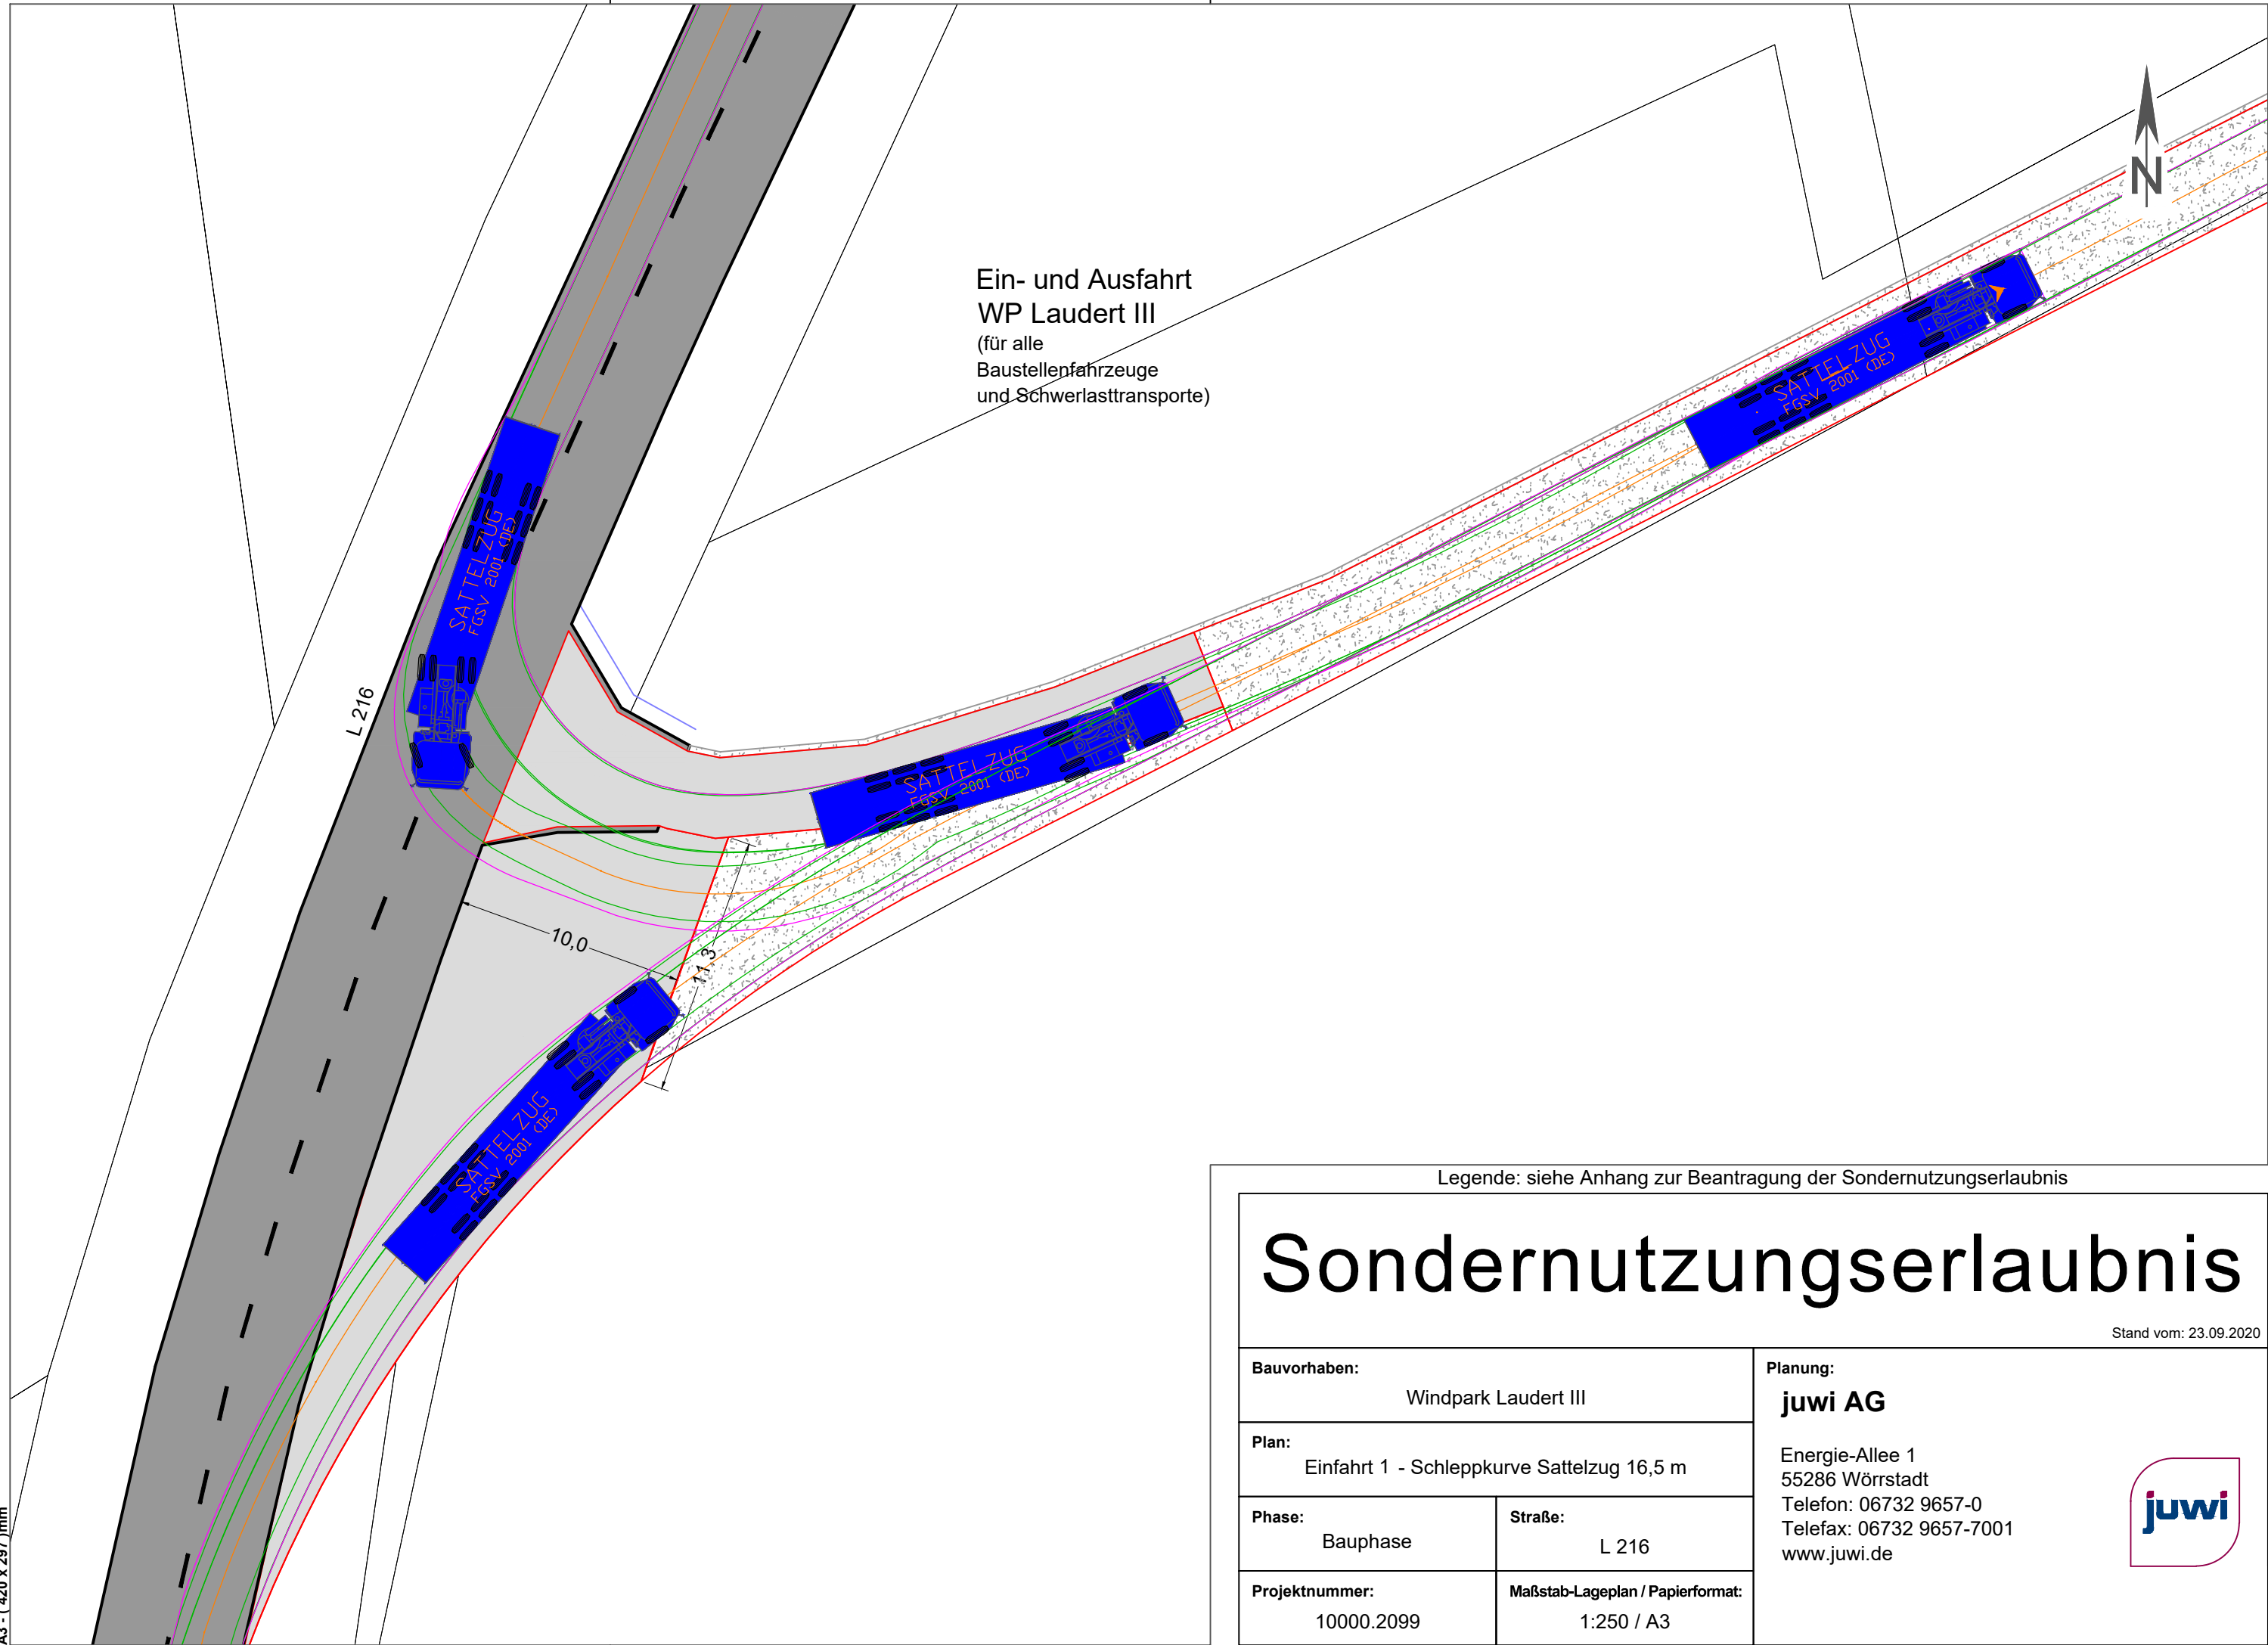 Ein- und Ausfahrt
WP Laudert III
(für alle
Baustellenfahrzeuge
und Schwerlasttransporte)
N
SATTELZUG
FGSV 2001 (DE)
SATTELZUG
FGSV 2001 (DE)
L 216
SATTELZUG
FGSV 2001 (DE)
10,0
11,3
SATTELZUG
FGSV 2001 (DE)
A3 - ( 420 x 297 )mm
Legende: siehe Anhang zur Beantragung der Sondernutzungserlaubnis
Sondernutzungserlaubnis
Stand vom: 23.09.2020
Bauvorhaben:
Windpark Laudert III
Plan:
Einfahrt 1 - Schleppkurve Sattelzug 16,5 m
Phase:
Bauphase
Straße:
L 216
Projektnummer:
10000.2099
Maßstab-Lageplan / Papierformat:
1:250 / A3
Planung:
juwi AG
Energie-Allee 1
55286 Wörrstadt
Telefon: 06732 9657-0
Telefax: 06732 9657-7001
www.juwi.de
juwi